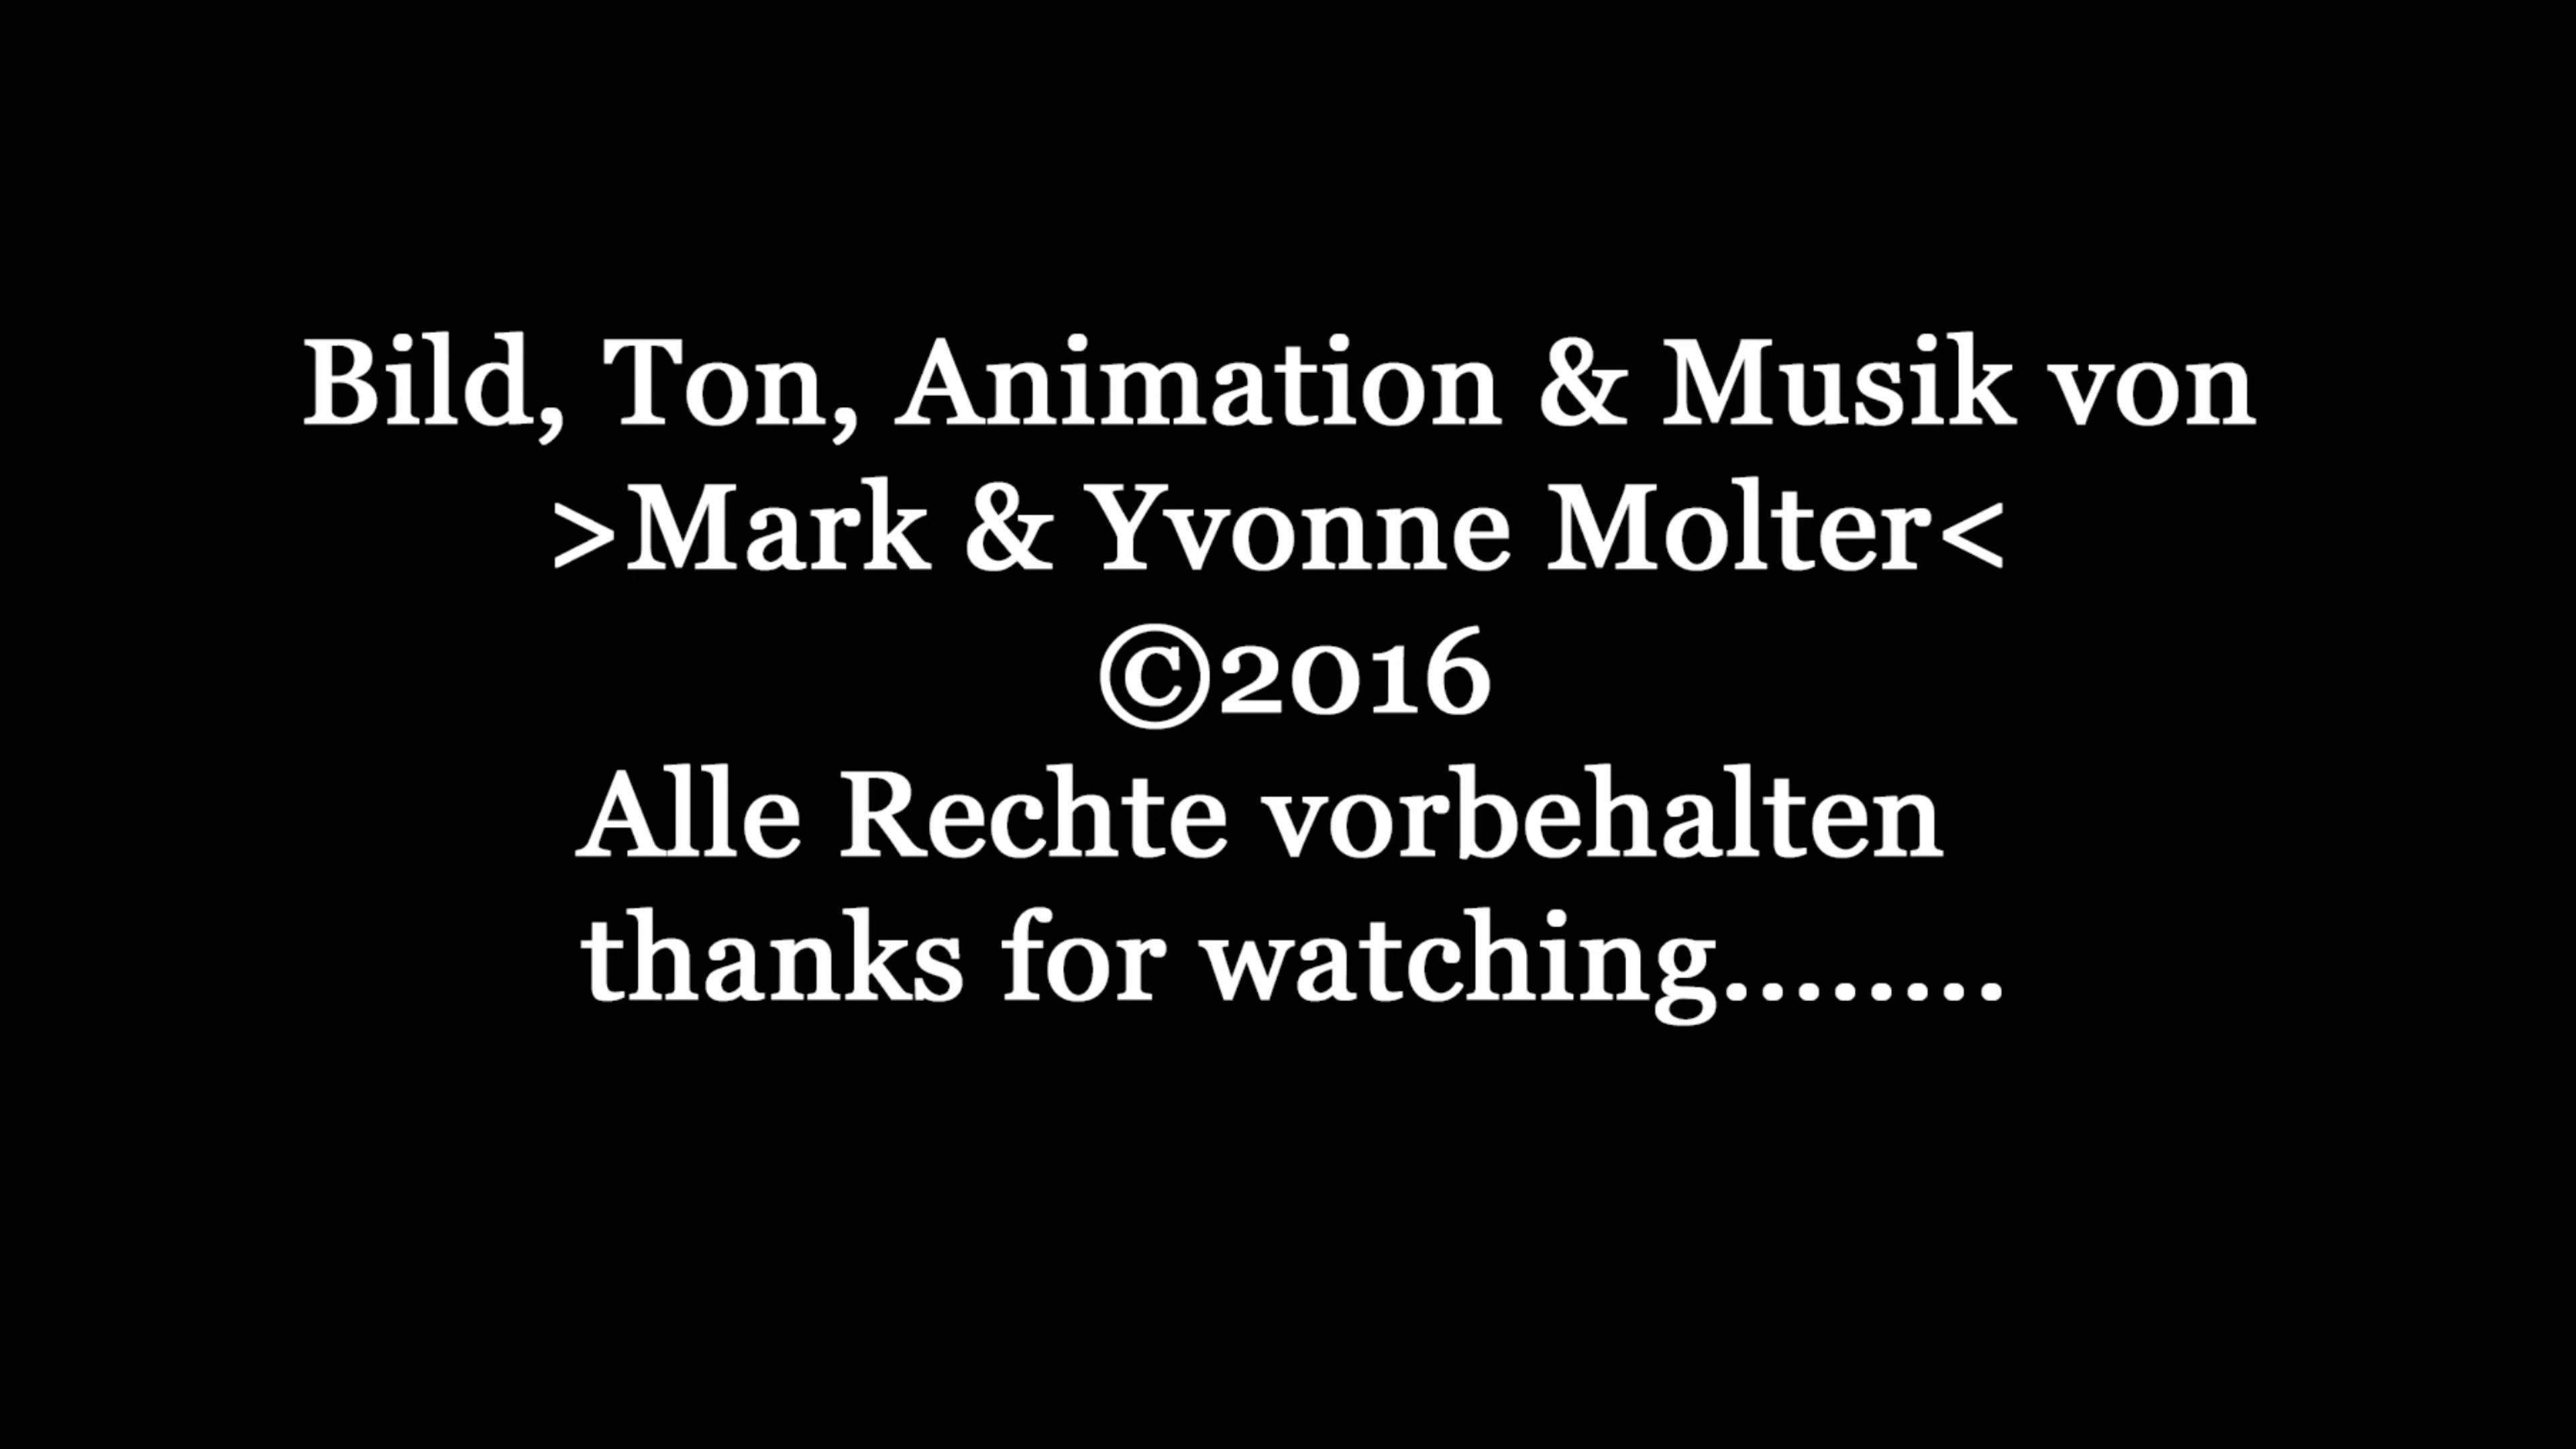 Bild, Ton, Animation & Musik von
>Mark & Yvonne Molter<
©2016
Alle Rechte vorbehalten
thanks for watching........